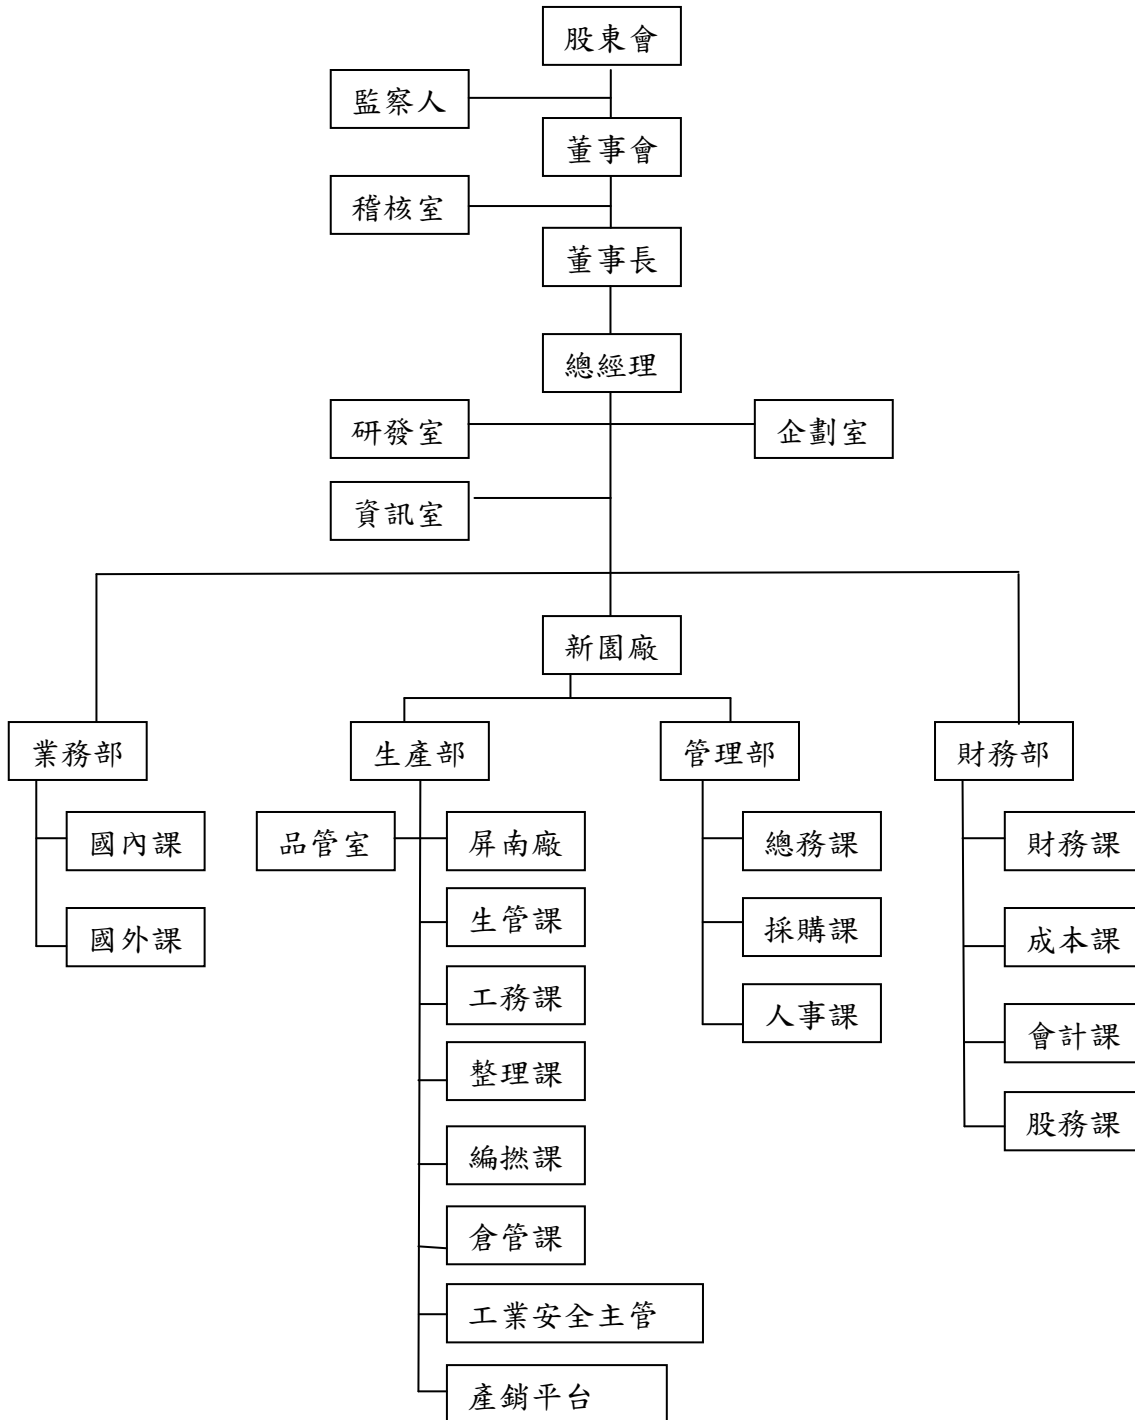 股東會
監察人
董事會
稽核室
董事長
總經理
研發室
企劃室
資訊室
新園廠
業務部
生產部
管理部
財務部
國內課
品管室
屏南廠
總務課
財務課
國外課
生管課
採購課
成本課
工務課
人事課
會計課
整理課
股務課
編撚課
倉管課
工業安全主管
產銷平台